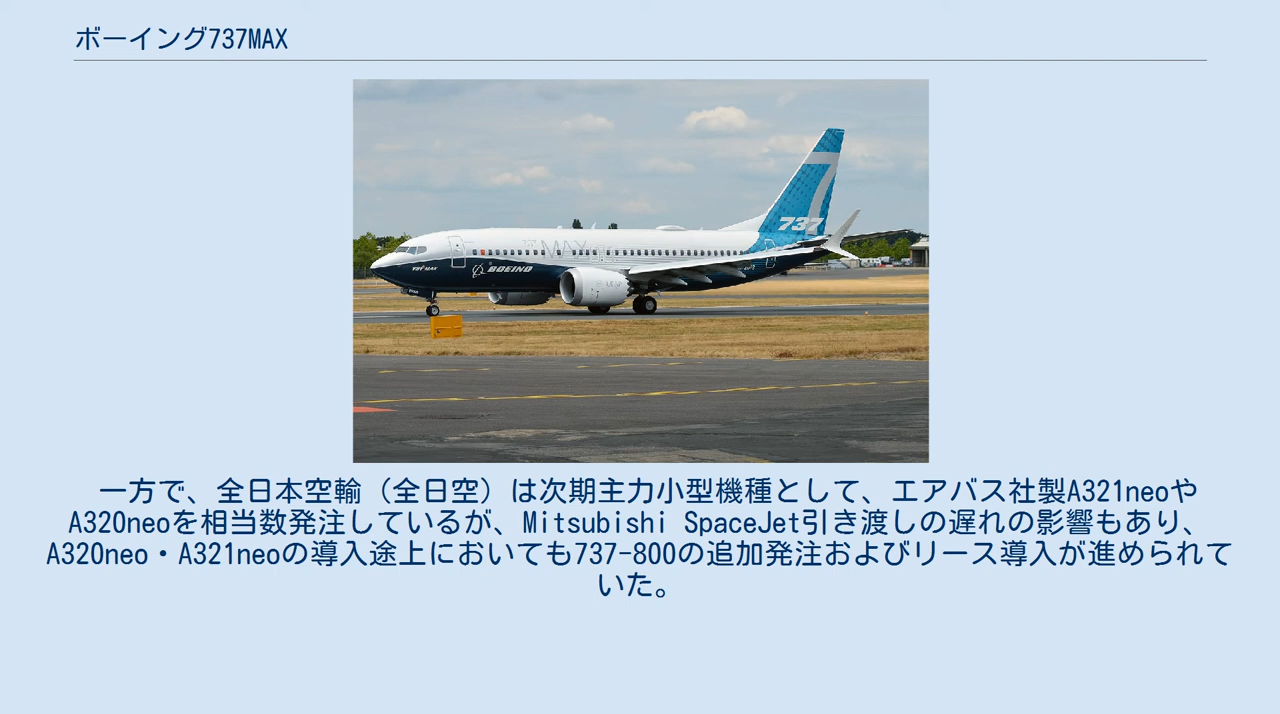 ボーイング737MAX
MAX
7
737
737 MAX
BOEING
一方で、全日本空輸（全日空）は次期主力小型機種として、エアバス社製A321neoや
A320neoを相当数発注しているが、Mitsubishi SpaceJet引き渡しの遅れの影響もあり、
A320neo・A321neoの導入途上においても737-800の追加発注およびリース導入が進められて
いた。